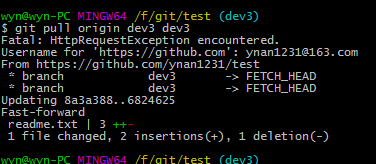 wyn@wyn-PC MINGW64 /f/git/test (dev3)
$ git pull origin dev3 dev3
Fatal: HttpRequestException encountered.
Username for 'https://github.com': ynan1231@163.com
From https://github.com/ynan1231/test
 * branch            dev3       -> FETCH_HEAD
 * branch            dev3       -> FETCH_HEAD
Updating 8a3a388..6824625
Fast-forward
 readme.txt | 3 ++-
 1 file changed, 2 insertions(+), 1 deletion(-)
wyn@wyn-PC MINGW64 /f/git/test (dev3)